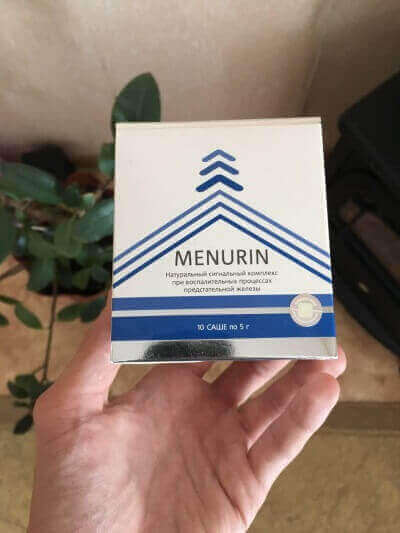 MENURIN
Натуральный сигнальный комплекс
при воспалительных процессах
предстательной железы
10 САШЕ по 5 г